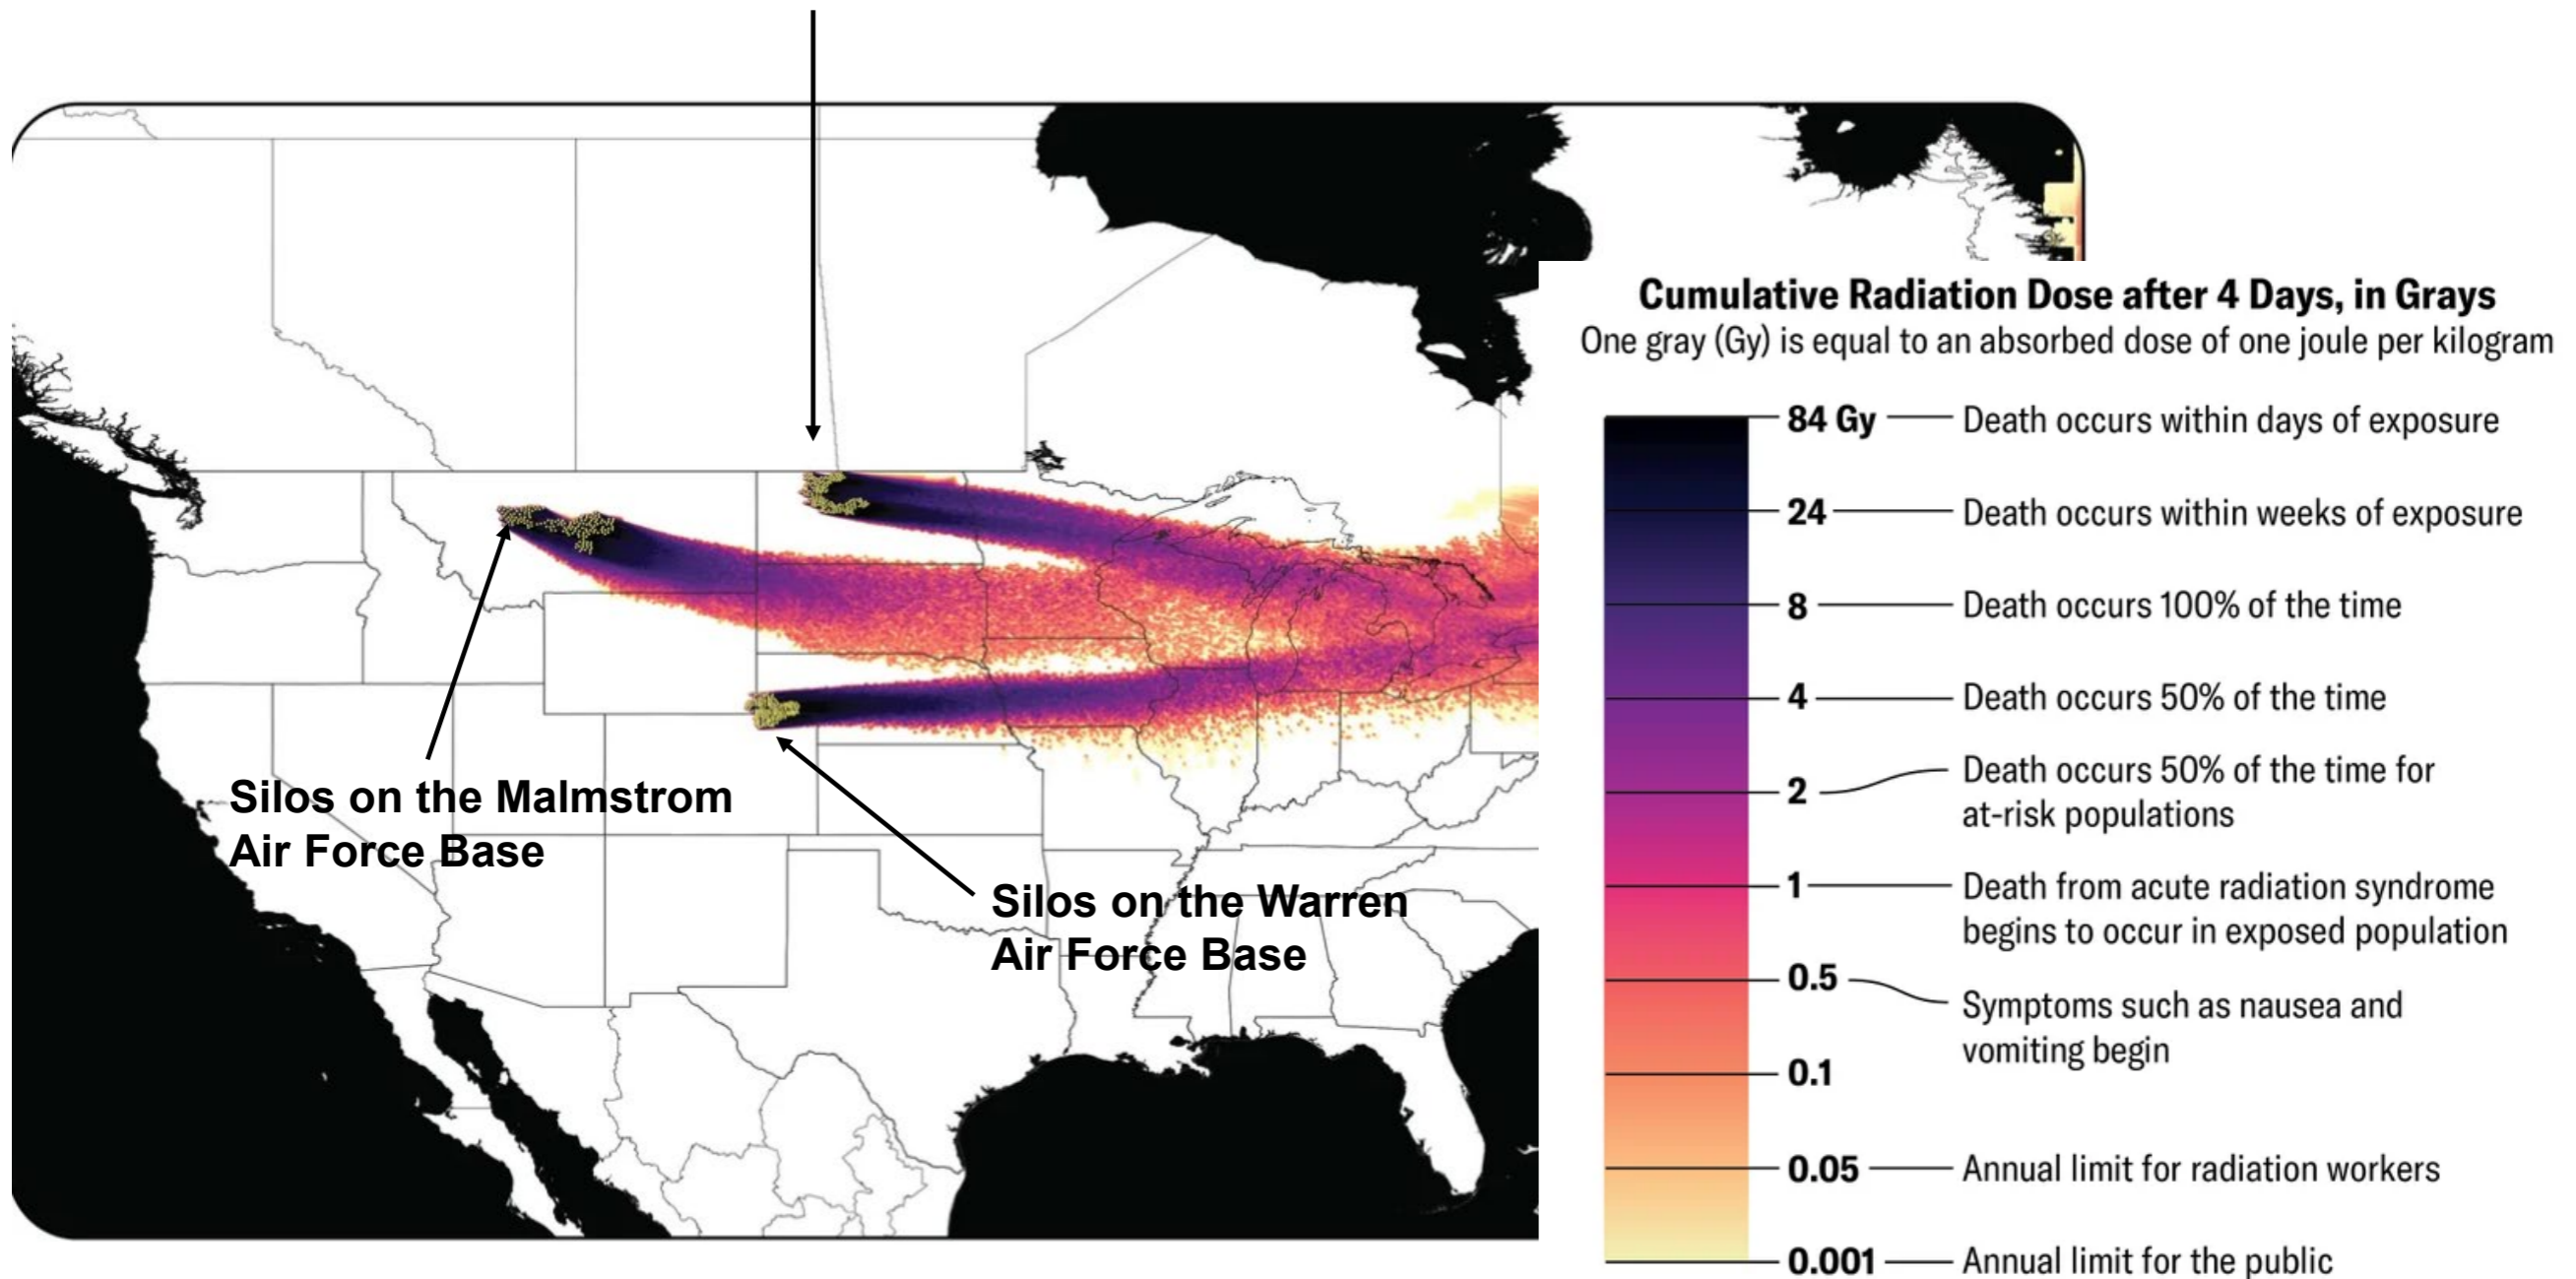 Cumulative Radiation Dose after 4 Days, in Grays
One gray (Gy) is equal to an absorbed dose of one joule per kilogram
84 Gy Death occurs within days of exposure
24 Death occurs within weeks of exposure
8 Death occurs 100% of the time
4 Death occurs 50% of the time
2 Death occurs 50% of the time for
at-risk populations
1 Death from acute radiation syndrome
begins to occur in exposed population
0.5 Symptoms such as nausea and
vomiting begin
0.1
0.05 Annual limit for radiation workers
0.001 Annual limit for the public
Silos on the Malmstrom
Air Force Base
Silos on the Warren
Air Force Base